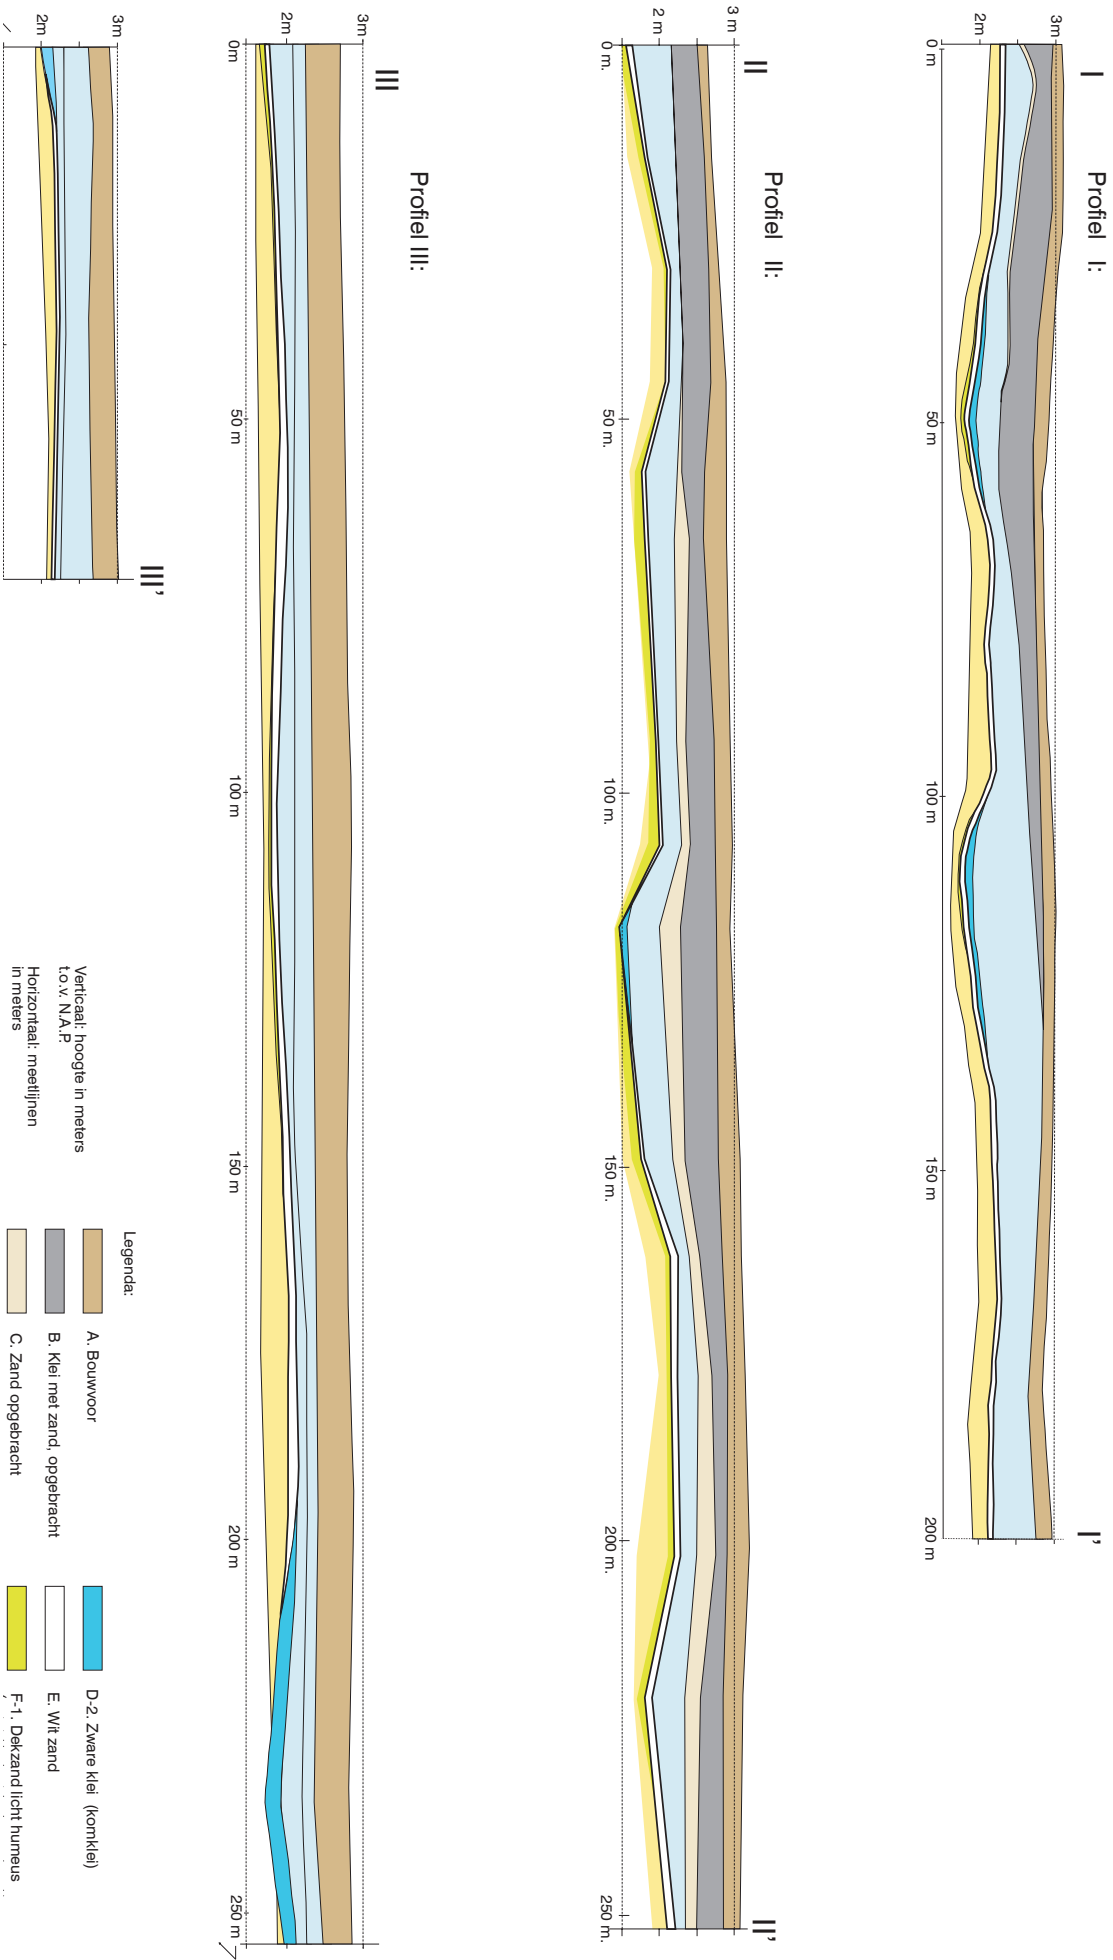 I
I'
Profiel I:
3m
2m
0 m
50 m
100 m
150 m
200 m
II
II'
Profiel II:
3 m
2 m
0 m.
50 m.
100 m.
150 m.
200 m.
250 m.
III
Profiel III:
3m
2m
0m
50 m
100 m
150 m
200 m
250 m
III'
3m
2m
Verticaal: hoogte in meters
t.o.v. N.A.P.
Horizontaal: meetlijnen
in meters
Legenda:
A. Bouwvoor
B. Klei met zand, opgebracht
C. Zand opgebracht
D-2. Zware klei (komklei)
E. Wit zand
F-1. Dekzand licht humeus